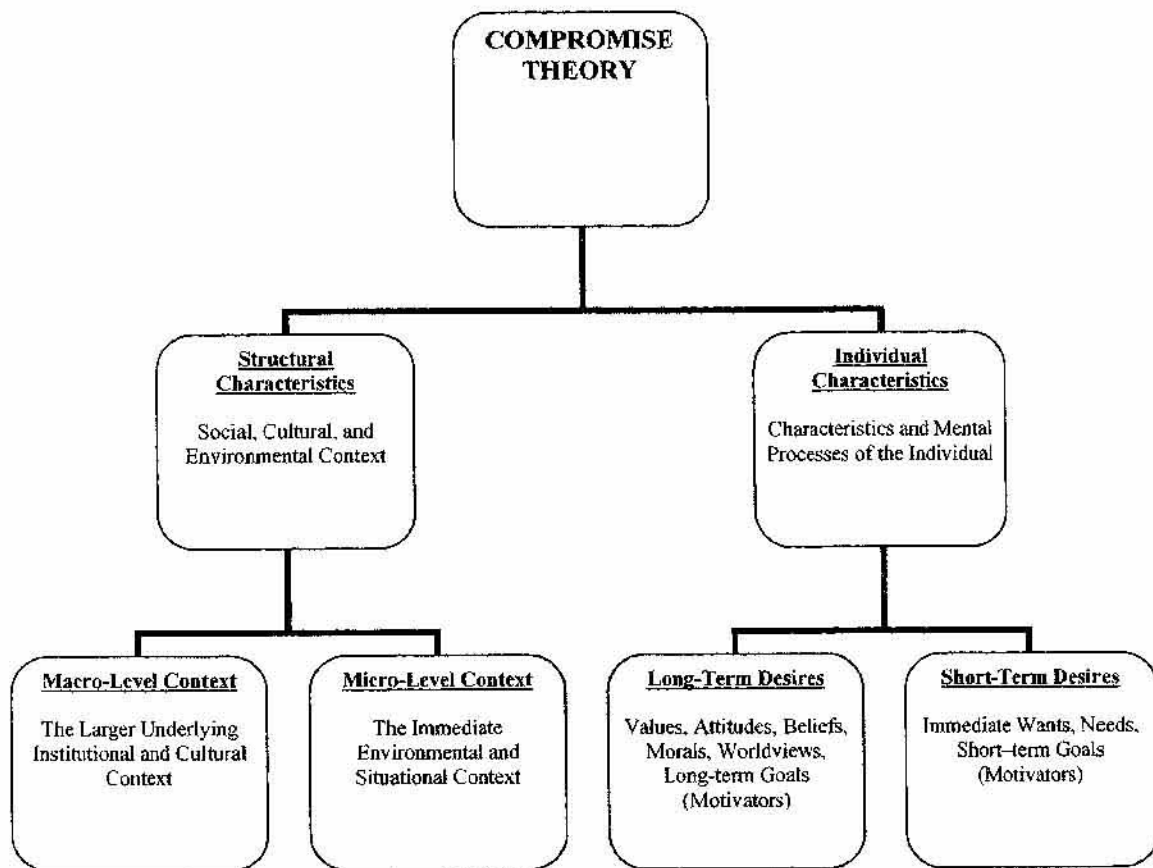 COMPROMISE
THEORY
Structural
Characteristics
Social, Cultural, and
Environmental Context
Individual
Characteristics
Characteristics and Mental
Processes of the Individual
Macro-Level Context
The Larger Underlying
Institutional and Cultural
Context
Micro-Level Context
The Immediate
Environmental and
Situational Context
Long-Term Desires
Values, Attitudes, Beliefs,
Morals, Worldviews,
Long-term Goals
(Motivators)
Short-Term Desires
Immediate Wants, Needs,
Short–term Goals
(Motivators)